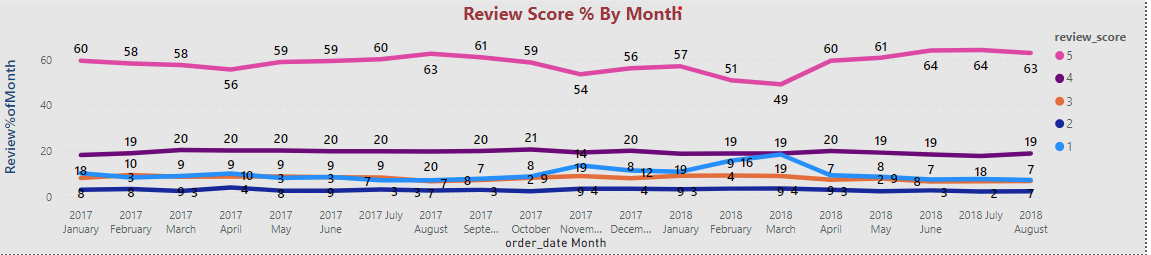 Review Score % By Month
review_score
5
4
3
2
1
Review%ofMonth
60
40
20
0
60 58 58 56 59 59 60 63 61 59 54 56 57 51 49 60 61 64 64 63
19 20 20 20 20 20 20 21 19 20 19 19 19 20 19 19 18 19
18 10 9 9 9 9 9 7 7 8 14 8 11 9 16 19 7 8 7 7
3 10 3 3 7 7 8 9 12 4 9 8
8 8 9 3 4 8 9 3 3 3 2 9 4 4 9 3 9 4 9 3 2 3 2 7
2017 January
2017 February
2017 March
2017 April
2017 May
2017 June
2017 July
2017 August
2017 Septe...
2017 October
2017 Novem...
2017 Decem...
2018 January
2018 February
2018 March
2018 April
2018 May
2018 June
2018 July
2018 August
order_date Month